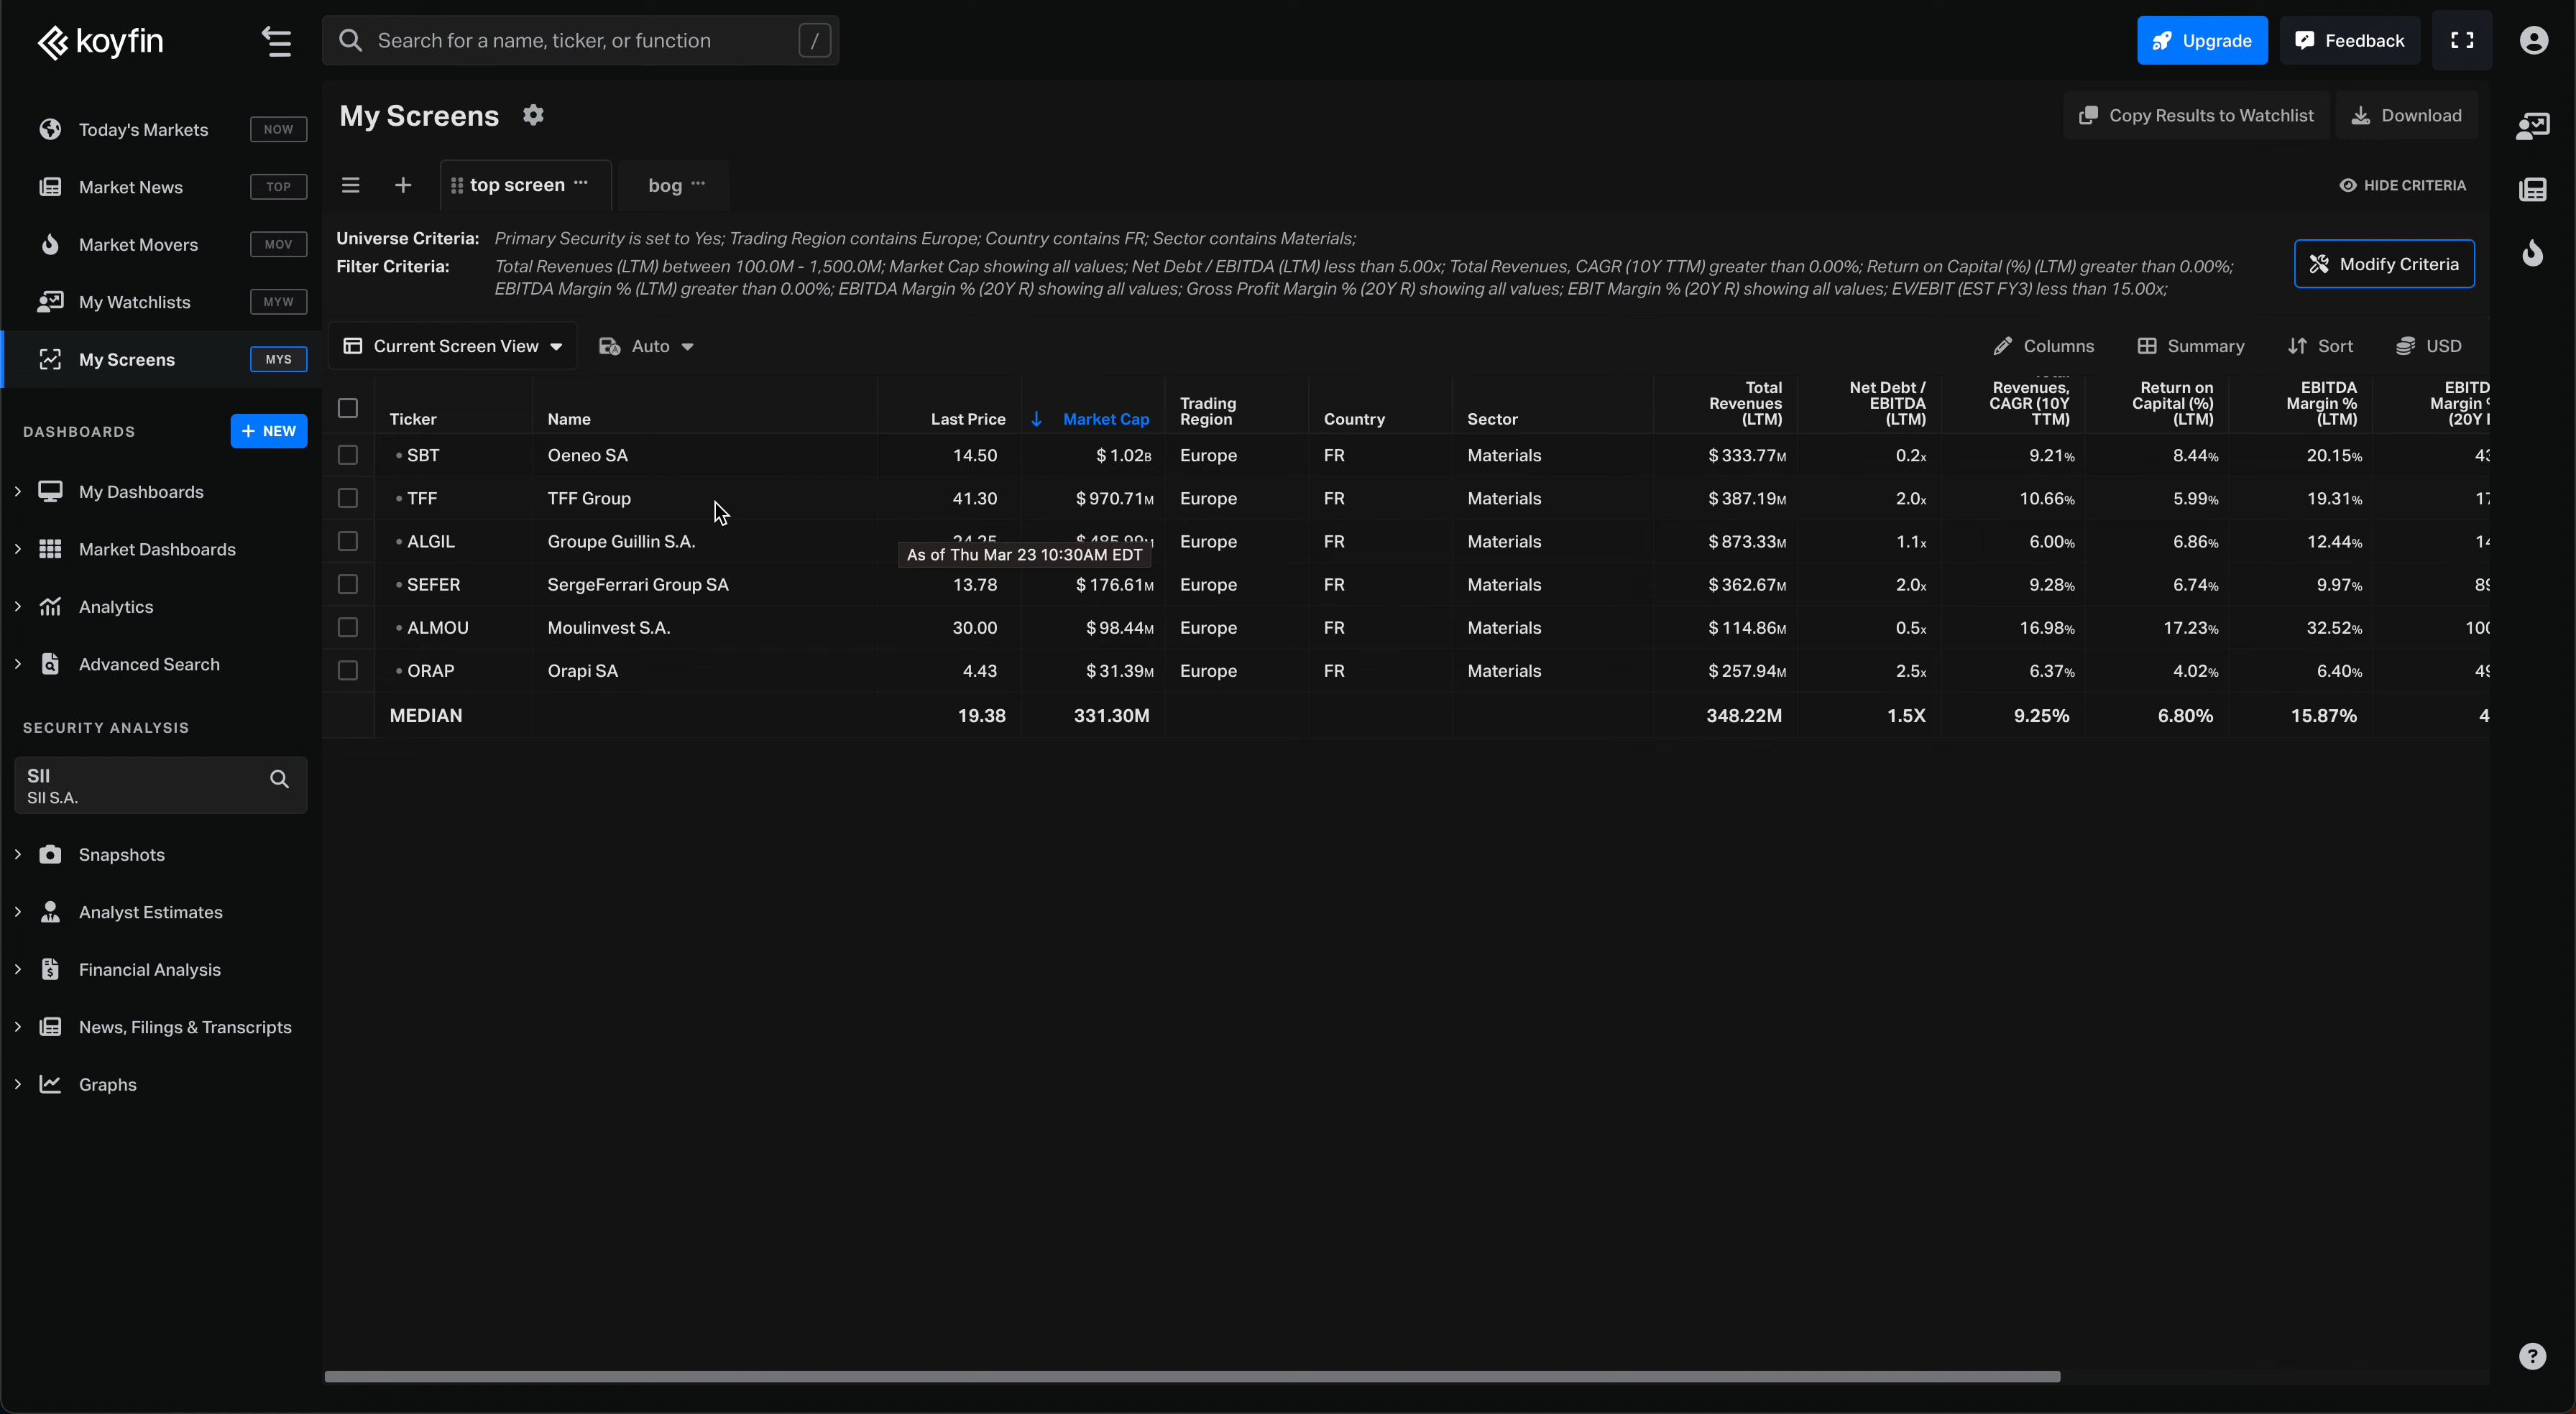 koyfin
Search for a name, ticker, or function
/
Upgrade
Feedback
Today's Markets NOW
Market News TOP
Market Movers MOV
My Watchlists MYW
My Screens MYS
DASHBOARDS
+ NEW
My Dashboards
Market Dashboards
Analytics
Advanced Search
SECURITY ANALYSIS
SII
SII S.A.
Snapshots
Analyst Estimates
Financial Analysis
News, Filings & Transcripts
Graphs
My Screens
Copy Results to Watchlist
Download
top screen ...
bog ...
HIDE CRITERIA
Universe Criteria: Primary Security is set to Yes; Trading Region contains Europe; Country contains FR; Sector contains Materials;
Filter Criteria: Total Revenues (LTM) between 100.0M - 1,500.0M; Market Cap showing all values; Net Debt / EBITDA (LTM) less than 5.00x; Total Revenues, CAGR (10Y TTM) greater than 0.00%; Return on Capital (%) (LTM) greater than 0.00%;
EBITDA Margin % (LTM) greater than 0.00%; EBITDA Margin % (20Y R) showing all values; Gross Profit Margin % (20Y R) showing all values; EBIT Margin % (20Y R) showing all values; EV/EBIT (EST FY3) less than 15.00x;
Modify Criteria
Current Screen View
Auto
Columns
Summary
Sort
USD
Ticker
Name
Last Price
↓ Market Cap
Trading
Region
Country
Sector
Total
Revenues
(LTM)
Net Debt /
EBITDA
(LTM)
Revenues,
CAGR (10Y
TTM)
Return on
Capital (%)
(LTM)
EBITDA
Margin %
(LTM)
EBITD
Margin
(20Y
SBT Oeneo SA 14.50 $ 1.02B Europe FR Materials $ 333.77M 0.2x 9.21% 8.44% 20.15% 43
TFF TFF Group 41.30 $ 970.71M Europe FR Materials $ 387.19M 2.0x 10.66% 5.99% 19.31% 17
ALGIL Groupe Guillin S.A. Europe FR Materials $ 873.33M 1.1x 6.00% 6.86% 12.44% 14
As of Thu Mar 23 10:30AM EDT
SEFER SergeFerrari Group SA 13.78 $ 176.61M Europe FR Materials $ 362.67M 2.0x 9.28% 6.74% 9.97% 89
ALMOU Moulinvest S.A. 30.00 $ 98.44M Europe FR Materials $ 114.86M 0.5x 16.98% 17.23% 32.52% 100
ORAP Orapi SA 4.43 $ 31.39M Europe FR Materials $ 257.94M 2.5x 6.37% 4.02% 6.40% 49
MEDIAN 19.38 331.30M 348.22M 1.5X 9.25% 6.80% 15.87% 4
?